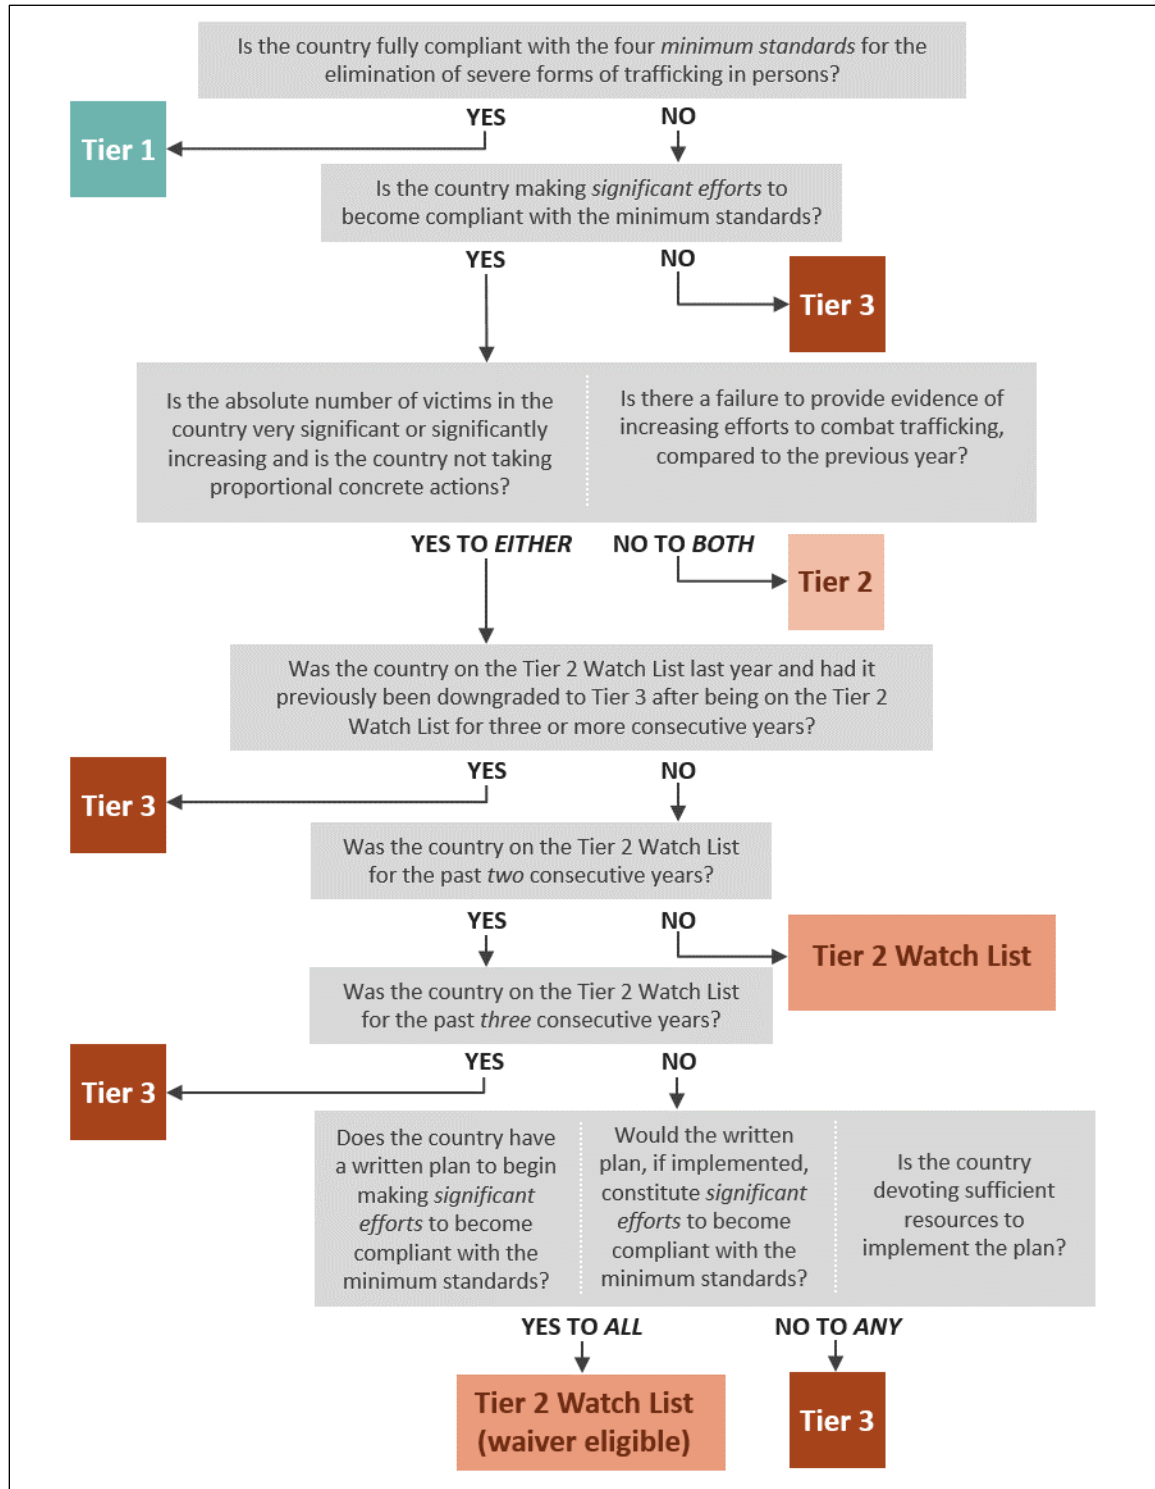 Is the country fully compliant with the four minimum standards for the
elimination of severe forms of trafficking in persons?
YES
NO
Tier 1
Is the country making significant efforts to
become compliant with the minimum standards?
YES
NO
Tier 3
Is the absolute number of victims in the
country very significant or significantly
increasing and is the country not taking
proportional concrete actions?
Is there a failure to provide evidence of
increasing efforts to combat trafficking,
compared to the previous year?
YES TO EITHER
NO TO BOTH
Tier 2
Was the country on the Tier 2 Watch List last year and had it
previously been downgraded to Tier 3 after being on the Tier 2
Watch List for three or more consecutive years?
YES
NO
Tier 3
Was the country on the Tier 2 Watch List
for the past two consecutive years?
YES
NO
Tier 2 Watch List
Was the country on the Tier 2 Watch List
for the past three consecutive years?
YES
NO
Tier 3
Does the country have
a written plan to begin
making significant
efforts to become
compliant with the
minimum standards?
Would the written
plan, if implemented,
constitute significant
efforts to become
compliant with the
minimum standards?
Is the country
devoting sufficient
resources to
implement the plan?
YES TO ALL
NO TO ANY
Tier 2 Watch List
(waiver eligible)
Tier 3